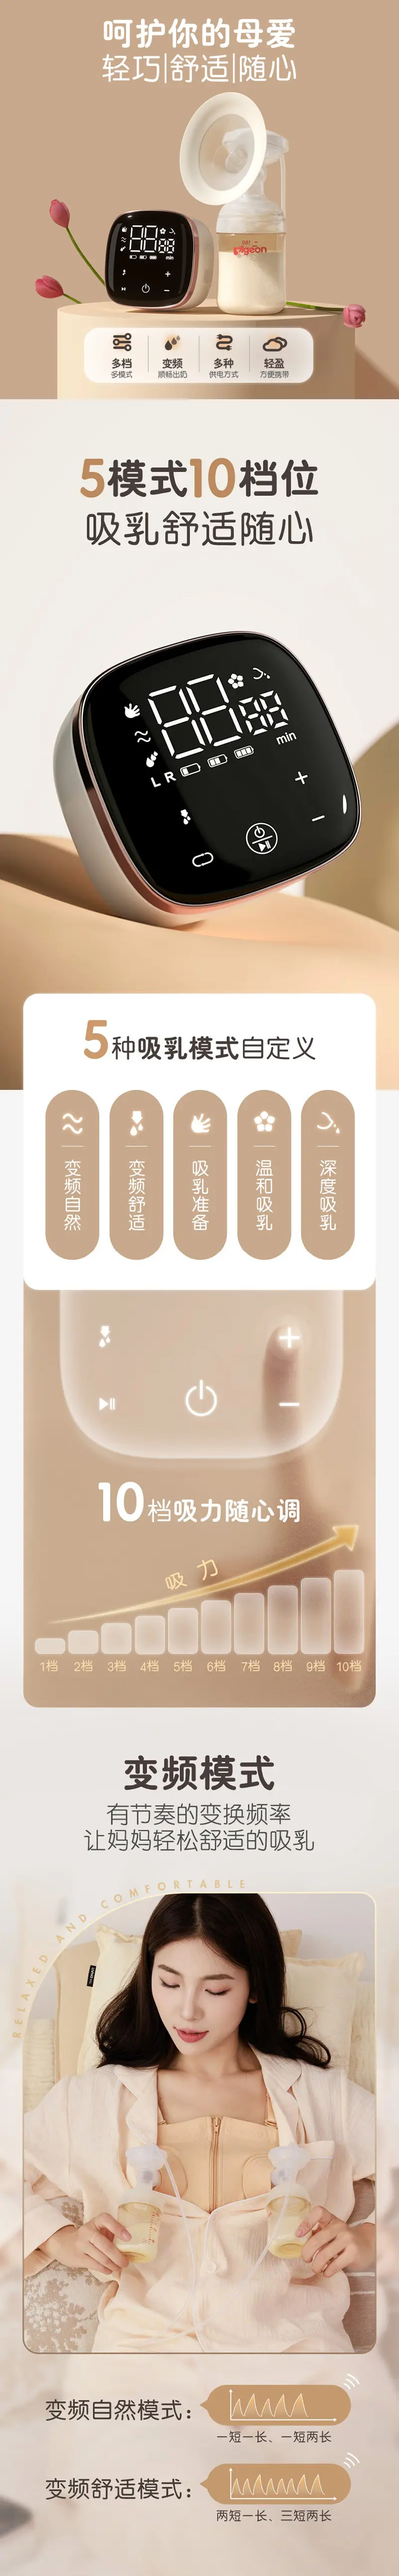 呵护你的母爱
轻巧|舒适|随心
88 88
min
pigeon
多档
多模式
变频
顺畅出奶
多种
供电方式
轻盈
方便携带
5模式10档位
吸乳舒适随心
88 88
min
L R
5种吸乳模式自定义
变频自然
变频舒适
吸乳准备
温和吸乳
深度吸乳
10档吸力随心调
吸力
1档 2档 3档 4档 5档 6档 7档 8档 9档 10档
变频模式
有节奏的变换频率
让妈妈轻松舒适的吸乳
RELAXED AND COMFORTABLE
变频自然模式：
一短一长、一短两长
变频舒适模式：
两短一长、三短两长